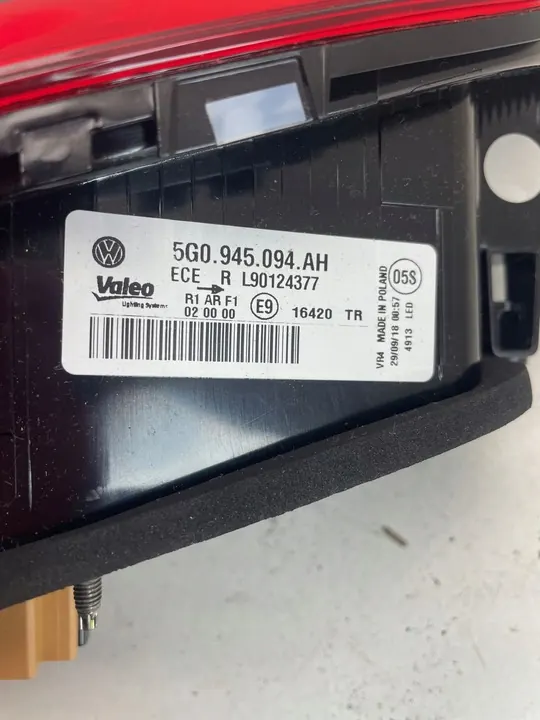 5G0.945.094.AH
ECE R L90124377
Valeo
Lighting Systems
R1 AR F1
02 00 00
E9
16420 TR
05S
VR4 MADE IN POLAND
29/09/18 00:57
4913 LED